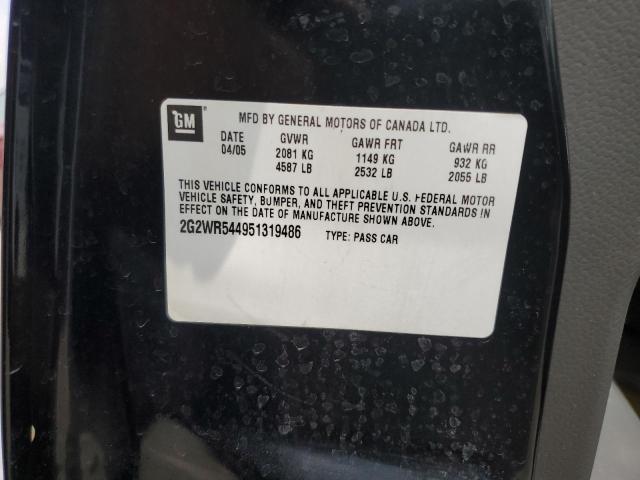 GM
MFD BY GENERAL MOTORS OF CANADA LTD.
DATE GVWR GAWR FRT GAWR RR
04/05 2081 KG 1149 KG 932 KG
4587 LB 2532 LB 2055 LB
THIS VEHICLE CONFORMS TO ALL APPLICABLE U.S. FEDERAL MOTOR
VEHICLE SAFETY, BUMPER, AND THEFT PREVENTION STANDARDS IN
EFFECT ON THE DATE OF MANUFACTURE SHOWN ABOVE.
2G2WR544951319486 TYPE: PASS CAR